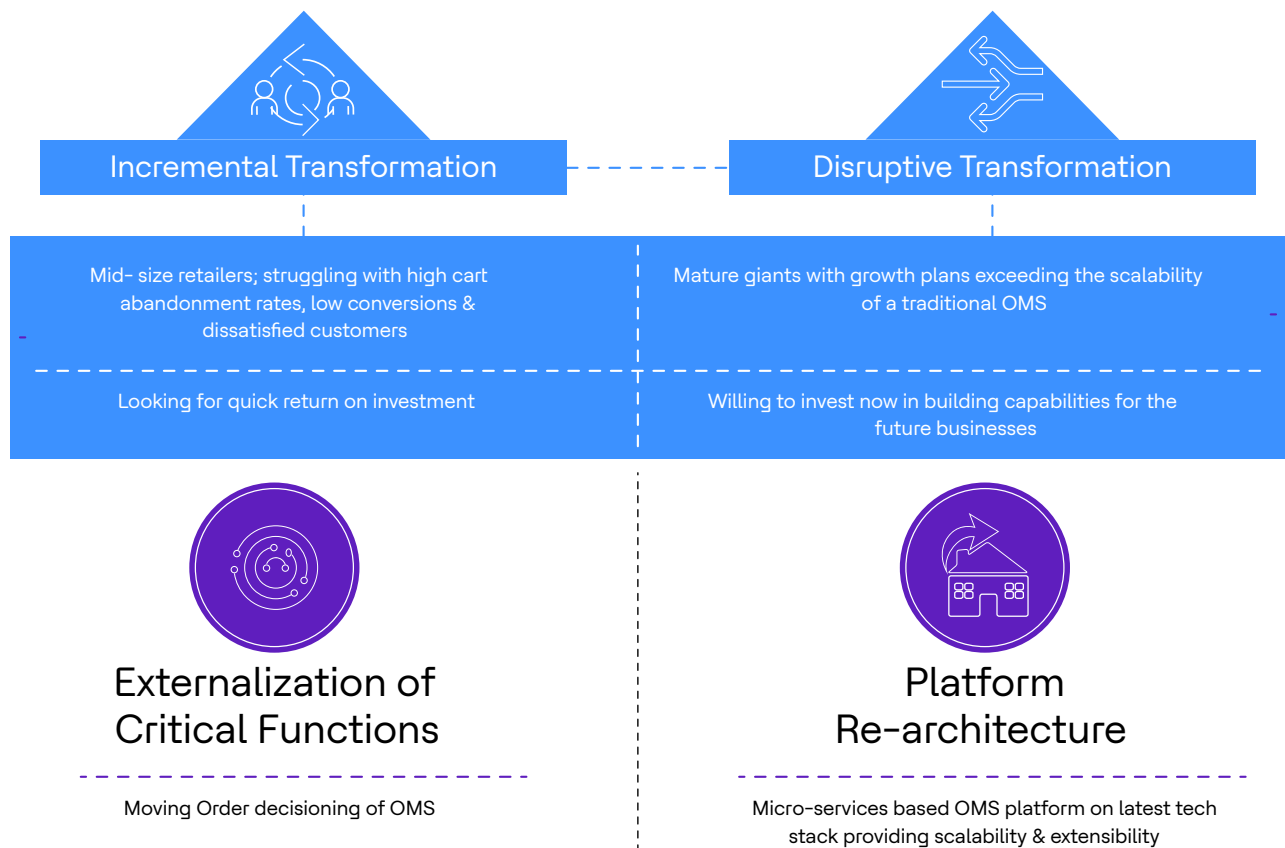 Incremental Transformation
Disruptive Transformation
Mid- size retailers; struggling with high cart
abandonment rates, low conversions &
dissatisfied customers
Mature giants with growth plans exceeding the scalability
of a traditional OMS
Looking for quick return on investment
Willing to invest now in building capabilities for the
future businesses
Externalization of
Critical Functions
Platform
Re-architecture
Moving Order decisioning of OMS
Micro-services based OMS platform on latest tech
stack providing scalability & extensibility